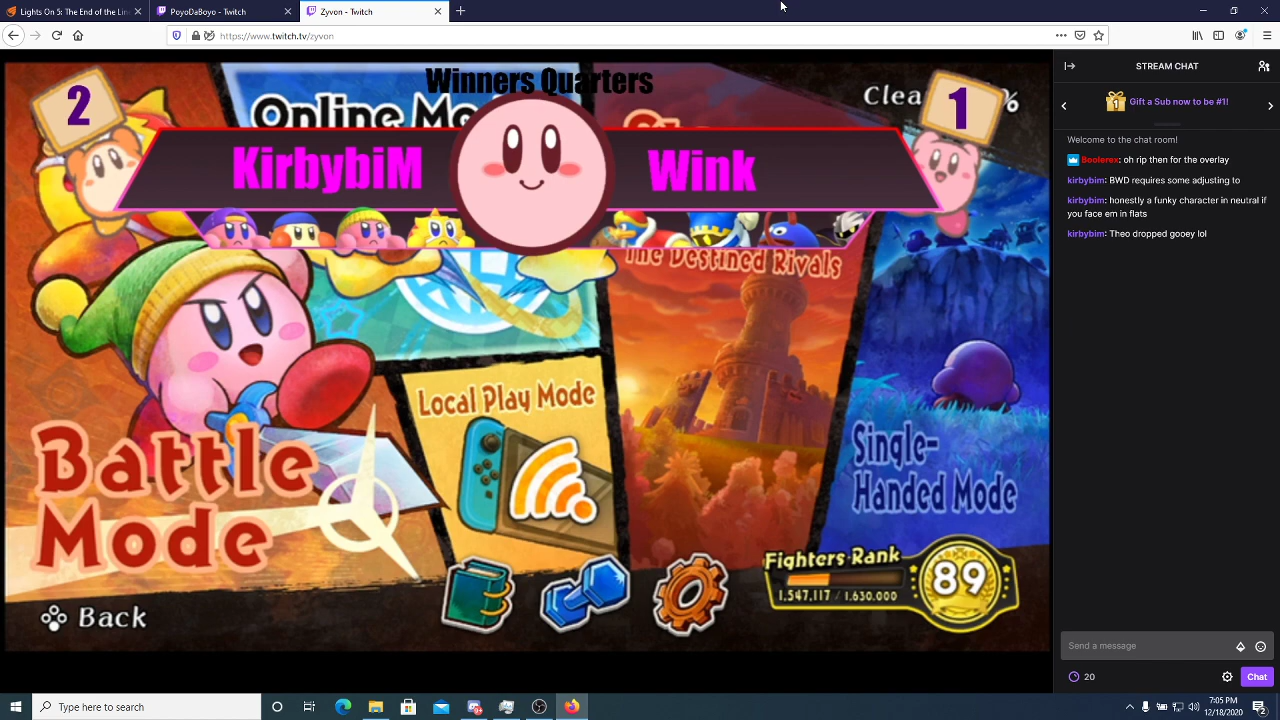 Lights On 5: The End of the Lin
PoyoDaBoyo - Twitch
Zyvon - Twitch
https://www.twitch.tv/zyvon
STREAM CHAT
Gift a Sub now to be #1!
Welcome to the chat room!
Boolerex: oh rip then for the overlay
kirbybim: BWD requires some adjusting to
kirbybim: honestly a funky character in neutral if
you face em in flats
kirbybim: Theo dropped gooey lol
Winners Quarters
2
Online Mo
Clea %
1
KirbybiM
Wink
The Destined Rivals
Local Play Mode
Battle
Mode
Single-
Handed Mode
Fighters Rank
89
1,547,117 / 1,630,000
Back
Send a message
20
Chat
Type here to search
7:05 PM
12/18/2020
2